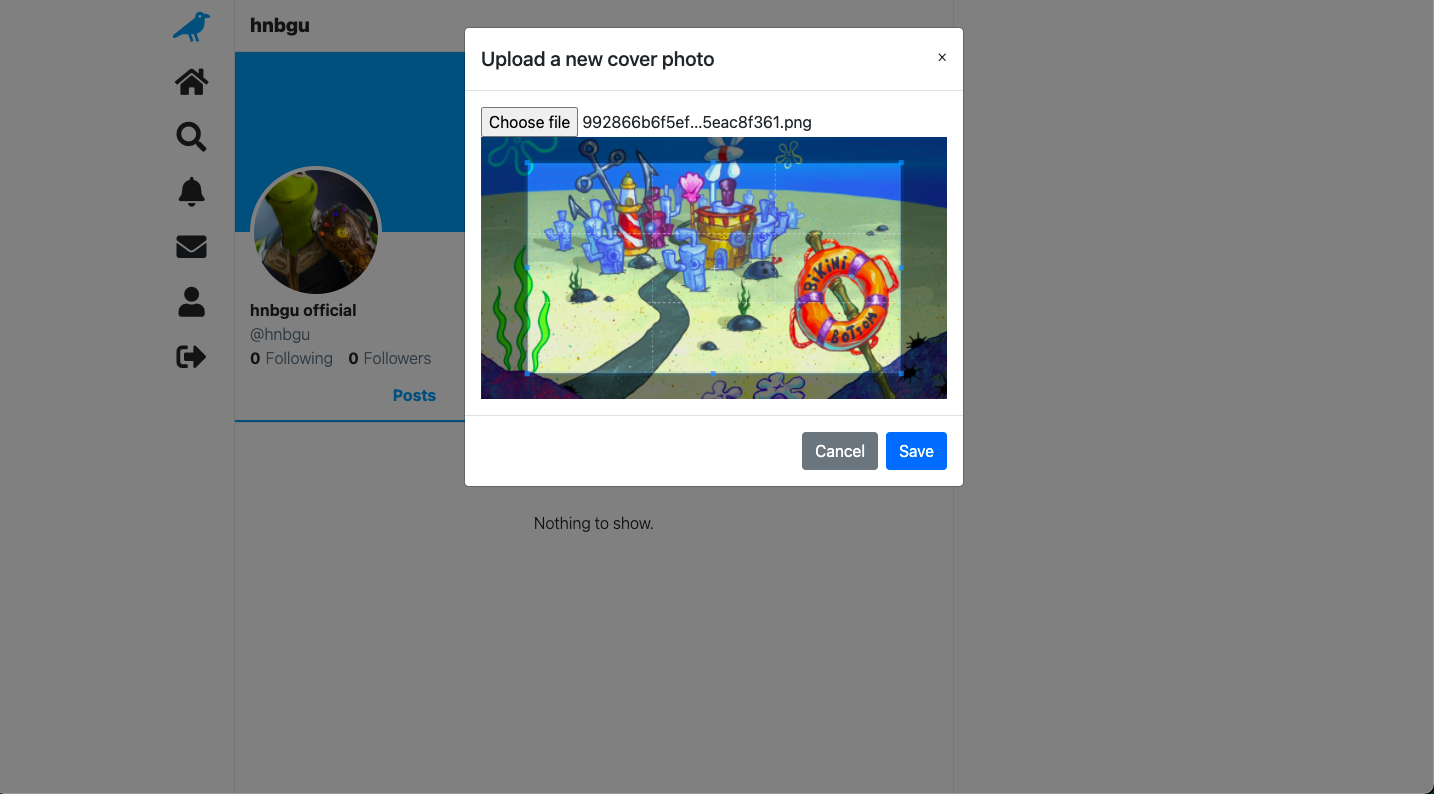 hnbgu
Upload a new cover photo ×
Choose file 992866b6f5ef...5eac8f361.png
BIKINI
BOTTOM
hnbgu official
@hnbgu
0 Following 0 Followers
Posts
Cancel Save
Nothing to show.